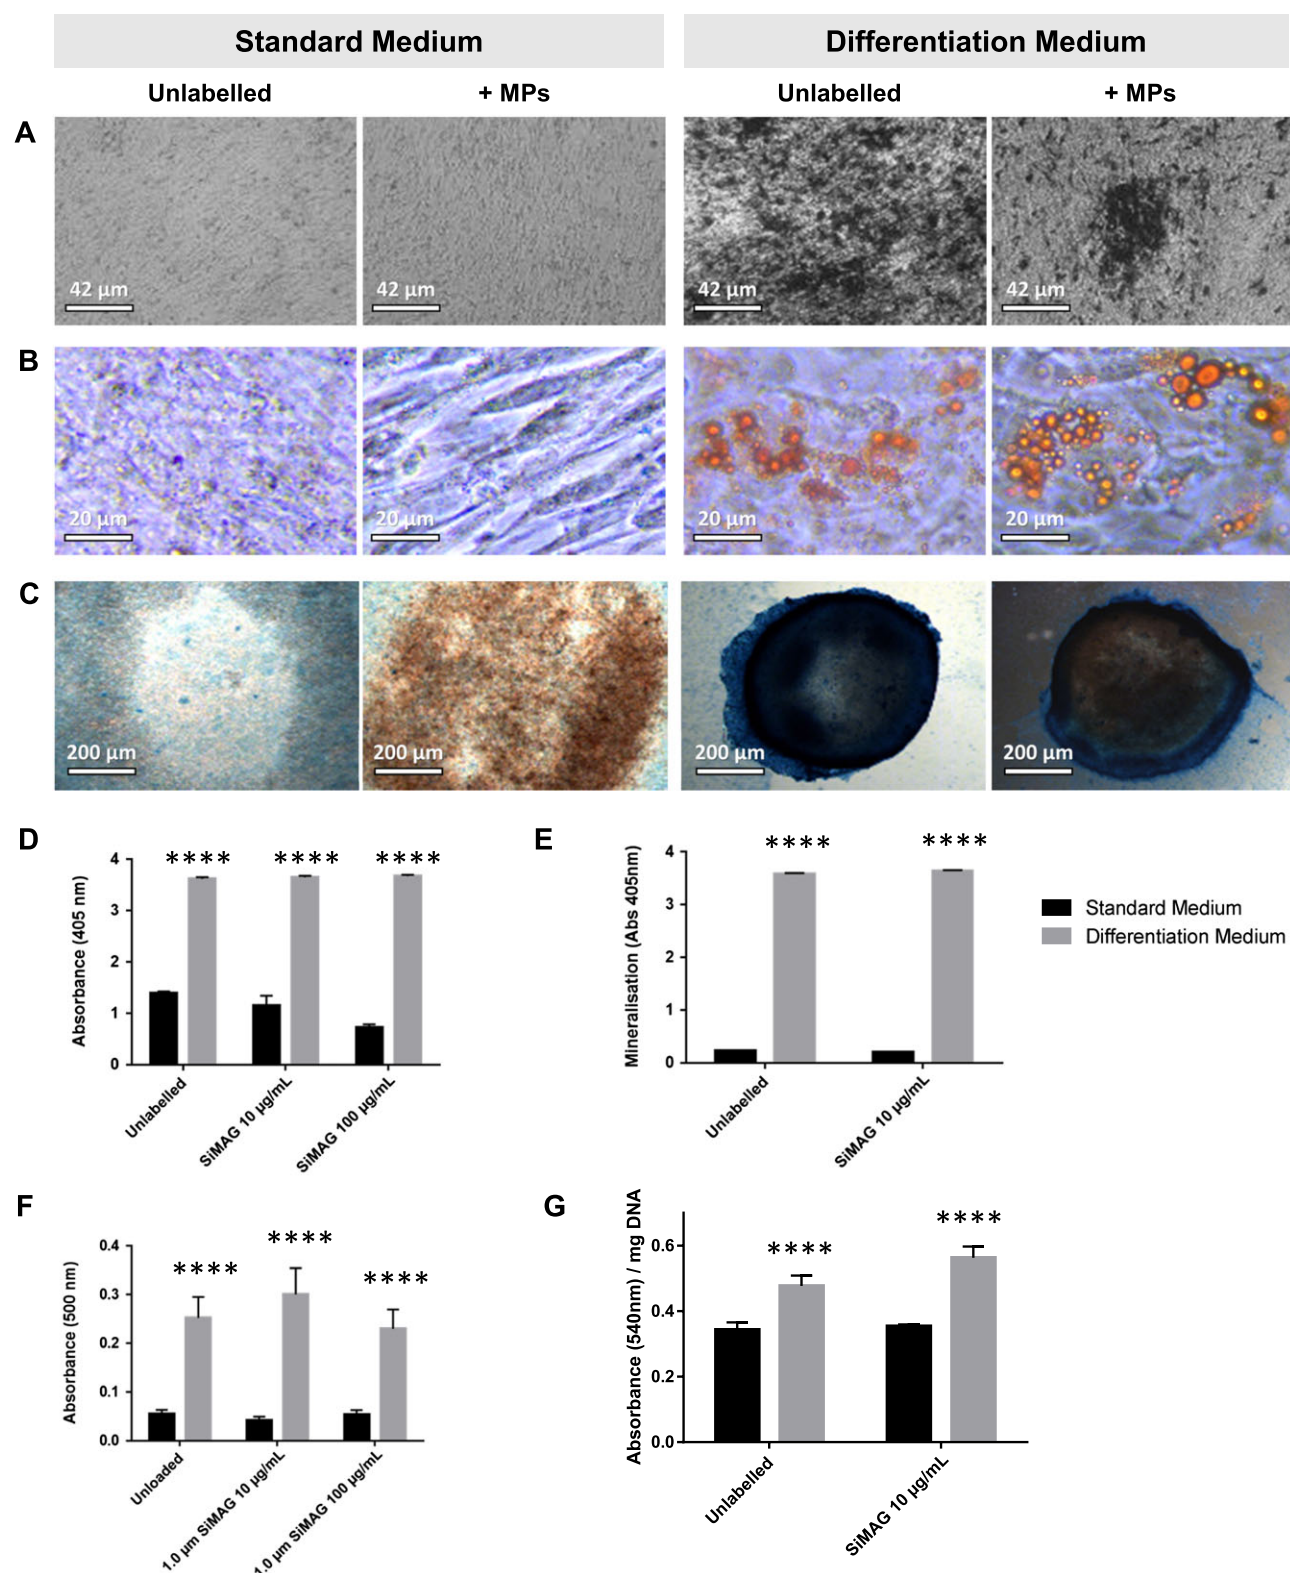 Standard Medium
Differentiation Medium
Unlabelled
+ MPs
Unlabelled
+ MPs
A
42 µm
42 µm
42 µm
42 µm
B
20 µm
20 µm
20 µm
20 µm
C
200 µm
200 µm
200 µm
200 µm
D
Absorbance (405 nm)
4
3
2
1
0
**** **** ****
Unlabelled
SiMAG 10 µg/mL
SiMAG 100 µg/mL
E
Mineralisation (Abs 405nm)
4
3
2
1
0
**** ****
Unlabelled
SiMAG 10 µg/mL
Standard Medium
Differentiation Medium
F
Absorbance (500 nm)
0.4
0.3
0.2
0.1
0.0
**** **** ****
Unloaded
1.0 µm SiMAG 10 µg/mL
1.0 µm SiMAG 100 µg/mL
G
Absorbance (540nm) / mg DNA
0.6
0.4
0.2
0.0
**** ****
Unlabelled
SiMAG 10 µg/mL